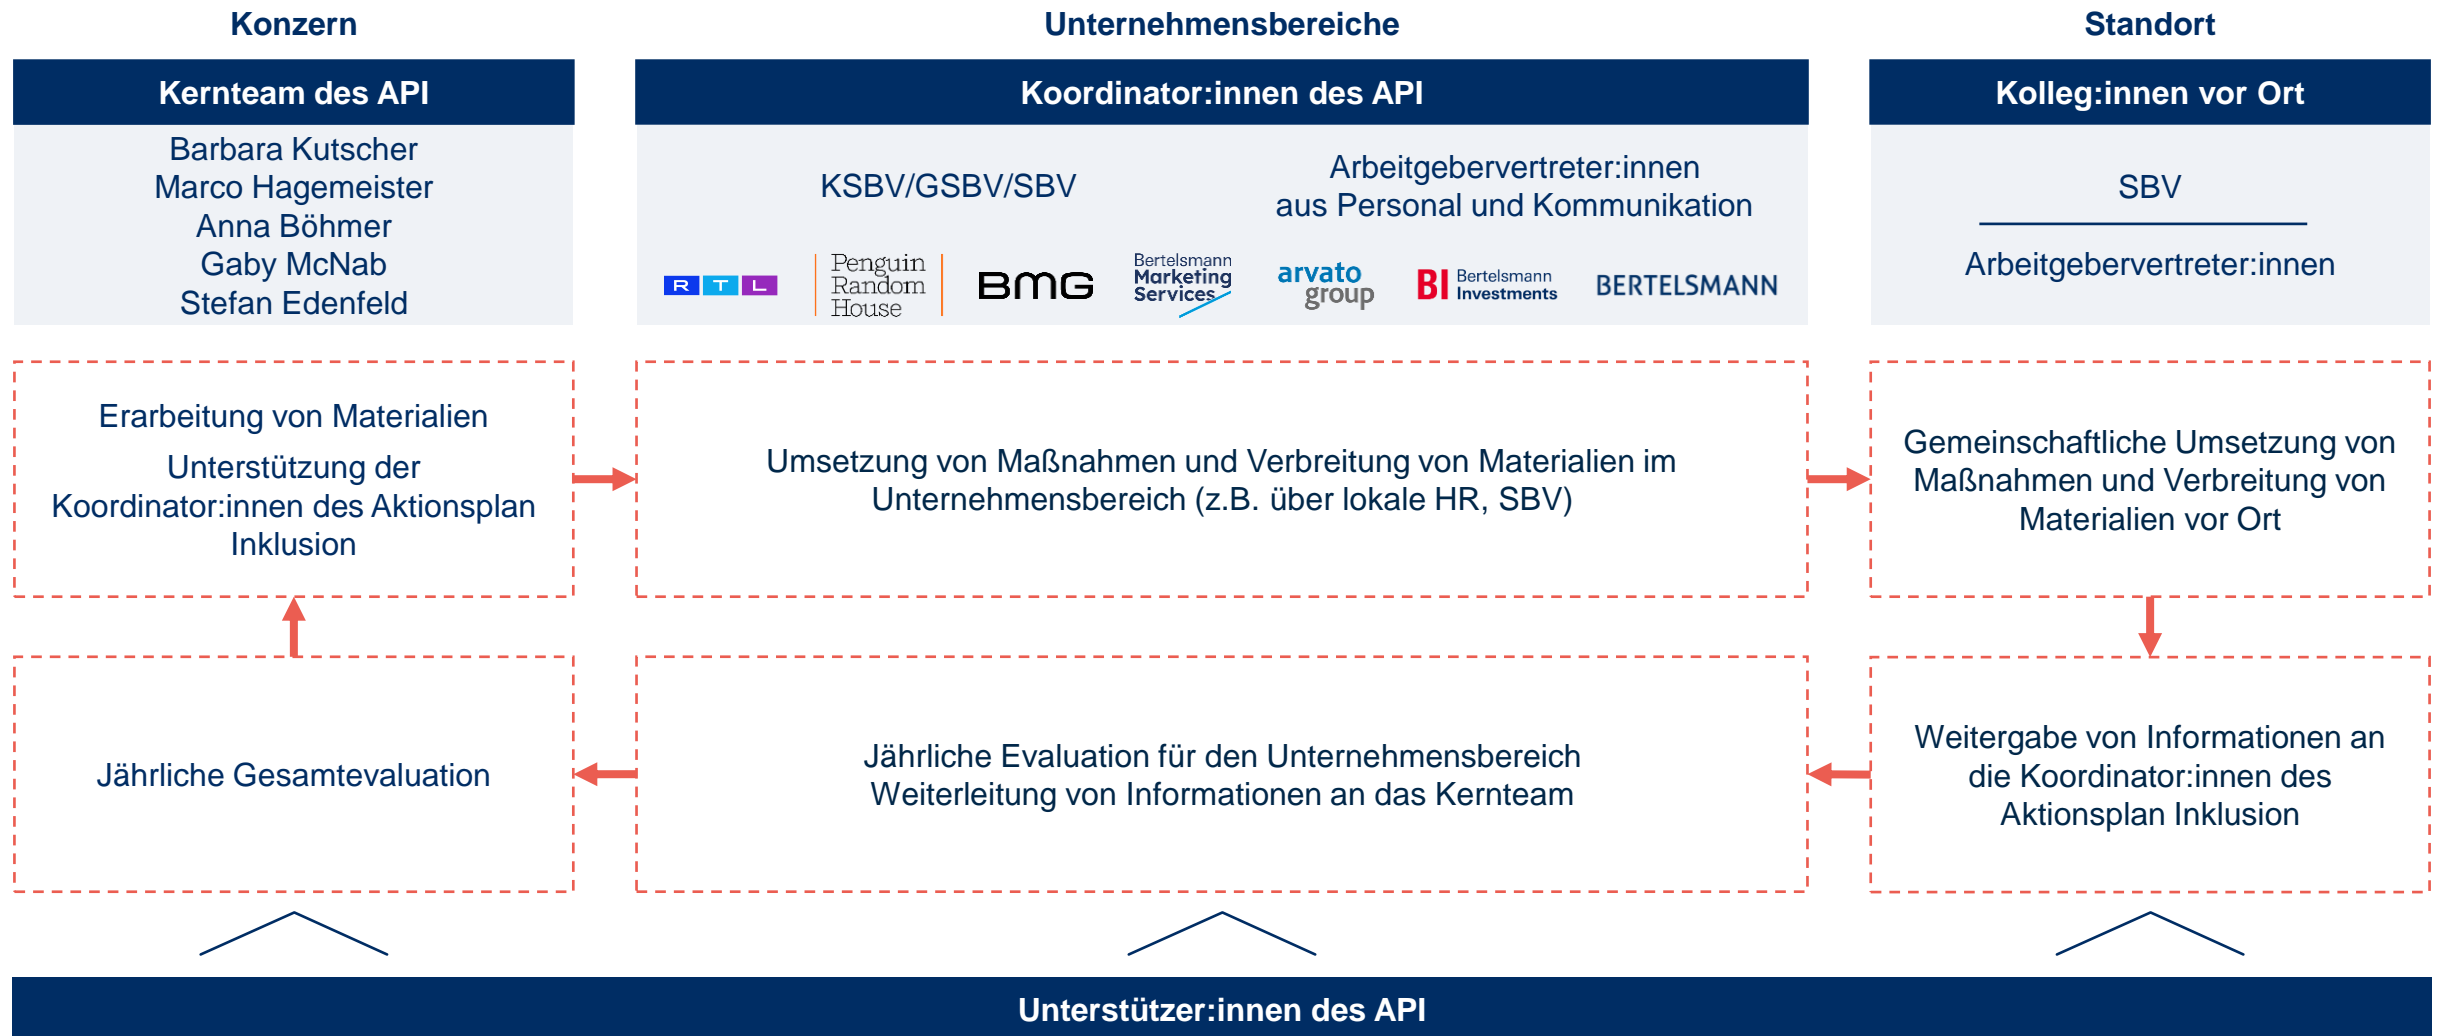 Konzern
Unternehmensbereiche
Standort
Kernteam des API
Koordinator:innen des API
Kolleg:innen vor Ort
Barbara Kutscher
Marco Hagemeister
Anna Böhmer
Gaby McNab
Stefan Edenfeld
KSBV/GSBV/SBV
Arbeitgebervertreter:innen
aus Personal und Kommunikation
RTL
Penguin
Random
House
BMG
Bertelsmann
Marketing
Services
arvato
group
BI Bertelsmann
Investments
BERTELSMANN
SBV
Arbeitgebervertreter:innen
Erarbeitung von Materialien
Unterstützung der
Koordinator:innen des Aktionsplan
Inklusion
Umsetzung von Maßnahmen und Verbreitung von Materialien im
Unternehmensbereich (z.B. über lokale HR, SBV)
Gemeinschaftliche Umsetzung von
Maßnahmen und Verbreitung von
Materialien vor Ort
Jährliche Gesamtevaluation
Jährliche Evaluation für den Unternehmensbereich
Weiterleitung von Informationen an das Kernteam
Weitergabe von Informationen an
die Koordinator:innen des
Aktionsplan Inklusion
Unterstützer:innen des API